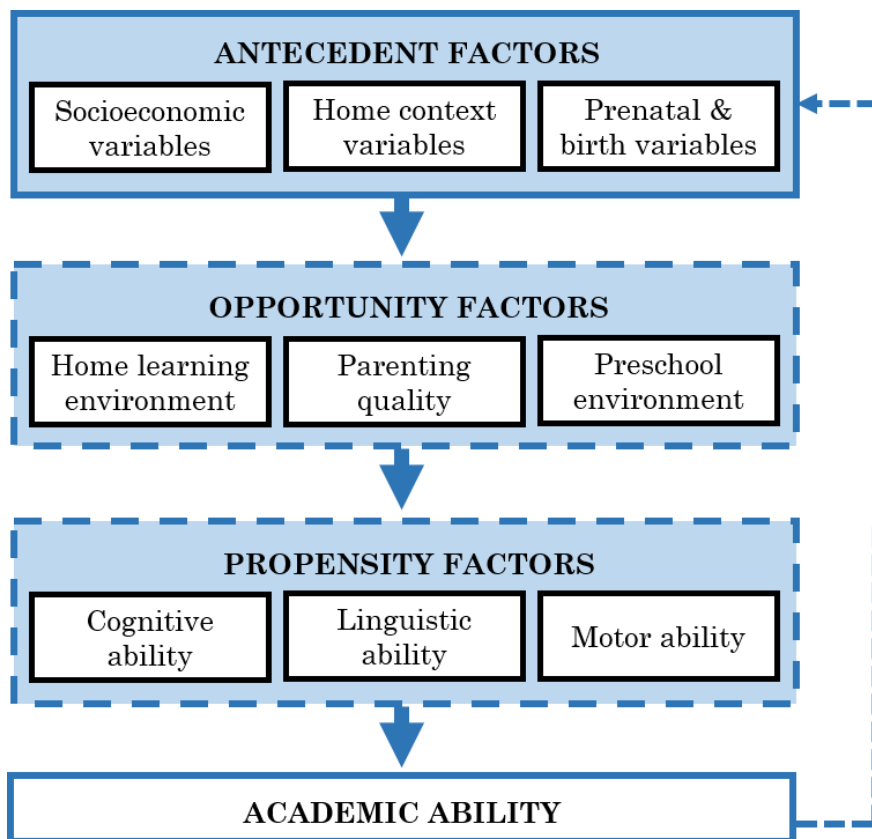 ANTECEDENT FACTORS
Socioeconomic
variables
Home context
variables
Prenatal &
birth variables
OPPORTUNITY FACTORS
Home learning
environment
Parenting
quality
Preschool
environment
PROPENSITY FACTORS
Cognitive
ability
Linguistic
ability
Motor ability
ACADEMIC ABILITY